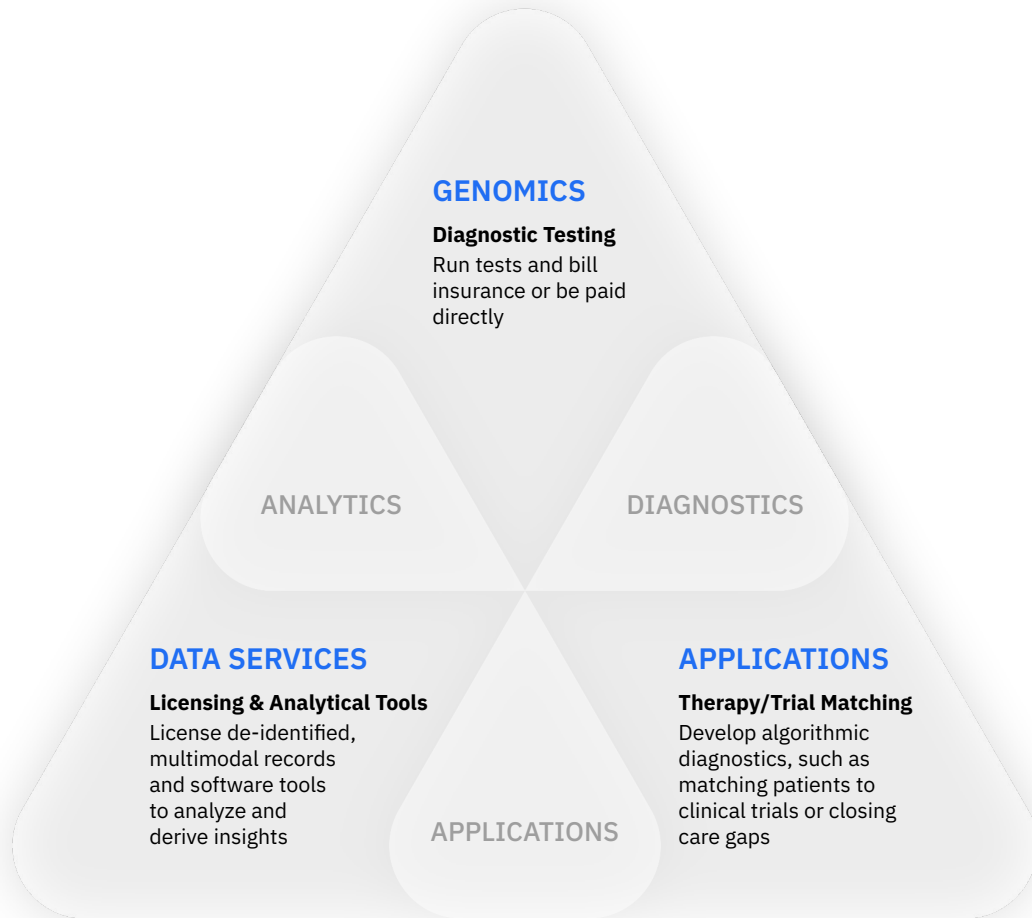 GENOMICS
Diagnostic Testing
Run tests and bill
insurance or be paid
directly
ANALYTICS
DIAGNOSTICS
DATA SERVICES
Licensing & Analytical Tools
License de-identified,
multimodal records
and software tools
to analyze and
derive insights
APPLICATIONS
Therapy/Trial Matching
Develop algorithmic
diagnostics, such as
matching patients to
clinical trials or closing
care gaps
APPLICATIONS